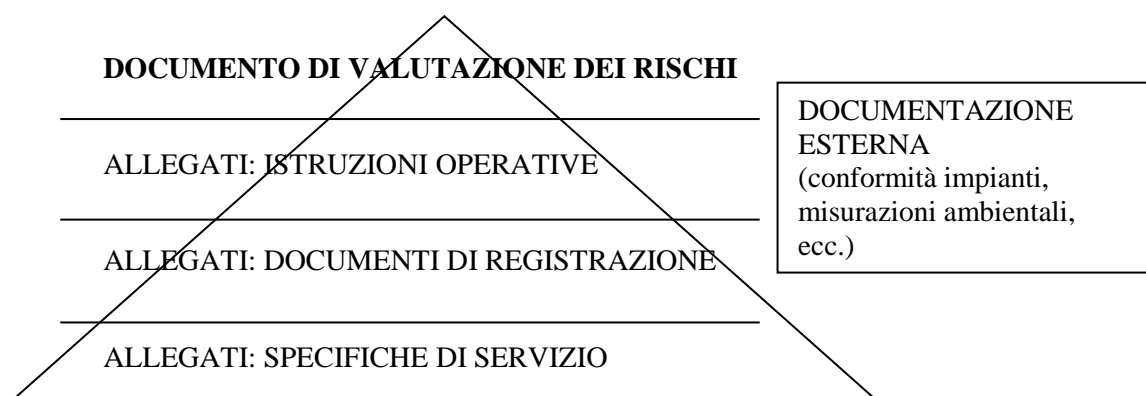 DOCUMENTO DI VALUTAZIONE DEI RISCHI
ALLEGATI: ISTRUZIONI OPERATIVE
ALLEGATI: DOCUMENTI DI REGISTRAZIONE
ALLEGATI: SPECIFICHE DI SERVIZIO
DOCUMENTAZIONE
ESTERNA
(conformità impianti,
misurazioni ambientali,
ecc.)